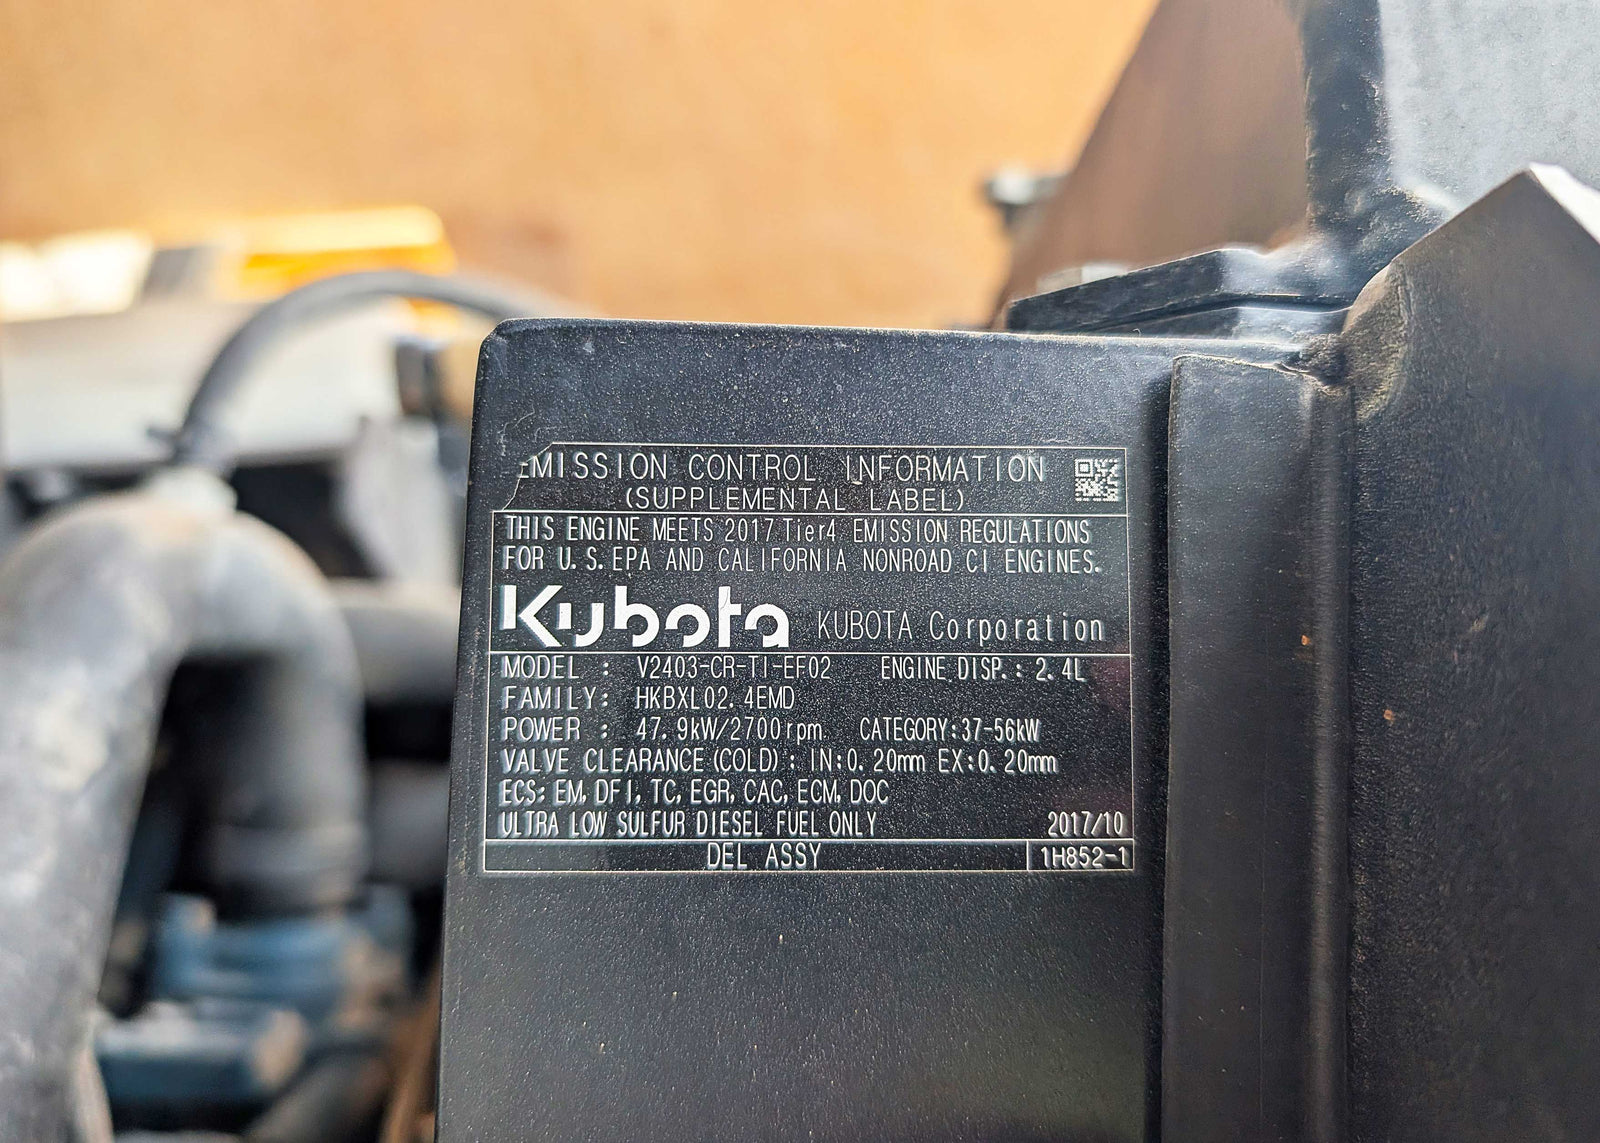 EMISSION CONTROL INFORMATION
(SUPPLEMENTAL LABEL)
THIS ENGINE MEETS 2017 Tier4 EMISSION REGULATIONS
FOR U.S.EPA AND CALIFORNIA NONROAD CI ENGINES.
Kubota KUBOTA Corporation
MODEL : V2403-CR-TI-EF02 ENGINE DISP.: 2.4L
FAMILY: HKBXL02.4EMD
POWER : 47.9kW/2700rpm. CATEGORY:37-56kW
VALVE CLEARANCE(COLD): IN:0.20mm EX:0.20mm
ECS: EM, DFI, TC, EGR, CAC, ECM, DOC
ULTRA LOW SULFUR DIESEL FUEL ONLY 2017/10
DEL ASSY 1H852-1